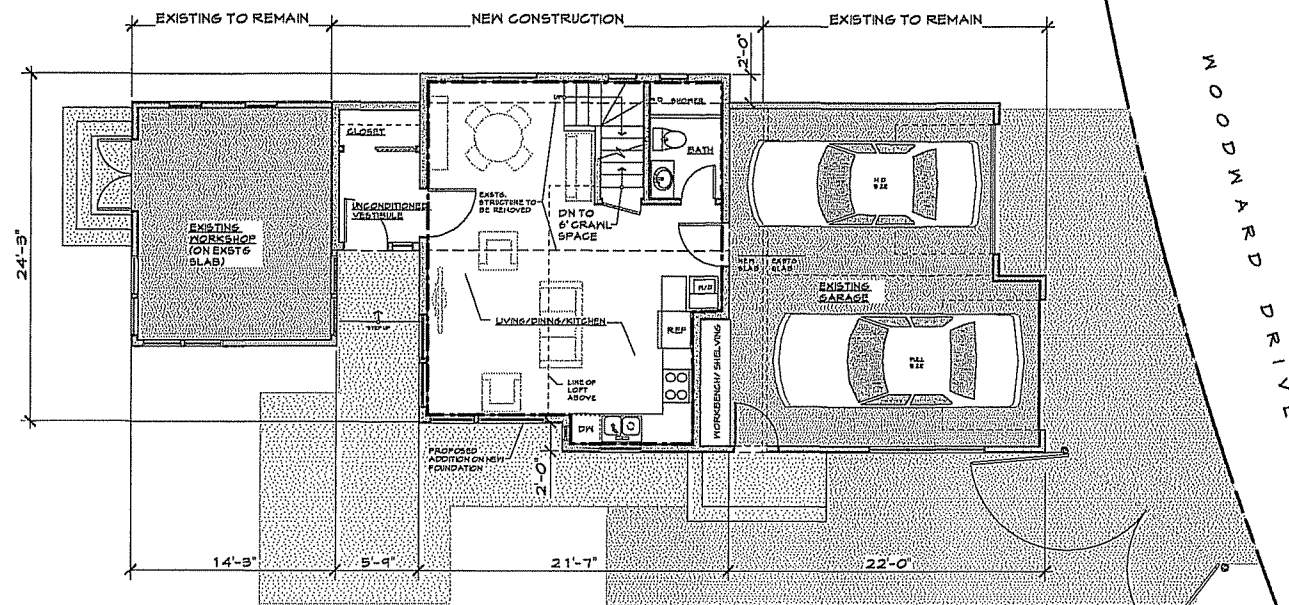 EXISTING TO REMAIN
NEW CONSTRUCTION
EXISTING TO REMAIN
2'-0"
WOODWARD DRIVE
24'-3"
CLOSET
UNCONDITIONED
VESTIBULE
EXISTING
WORKSHOP
(ON EXSTG
SLAB)
EXSTG.
STRUCTURE TO
BE REMOVED
UP
SHOWER
BATH
DN TO
6' CRAWL
SPACE
NEW
SLAB
EXSTG
SLAB
EXISTING
GARAGE
MID
SIZE
FULL
SIZE
STEP UP
LIVING/DINING/KITCHEN
W/D
REF
WORKBENCH/ SHELVING
LINE OF
LOFT
ABOVE
DW
PROPOSED
ADDITION ON NEW
FOUNDATION
2'-0"
14'-3"
5'-9"
21'-7"
22'-0"